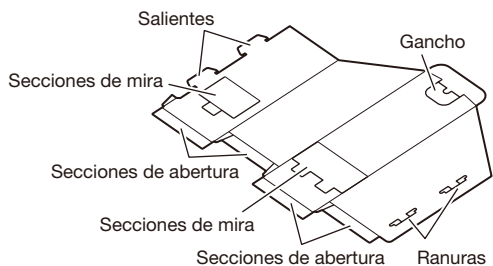 Salientes
Gancho
Secciones de mira
Secciones de abertura
Secciones de mira
Secciones de abertura
Ranuras